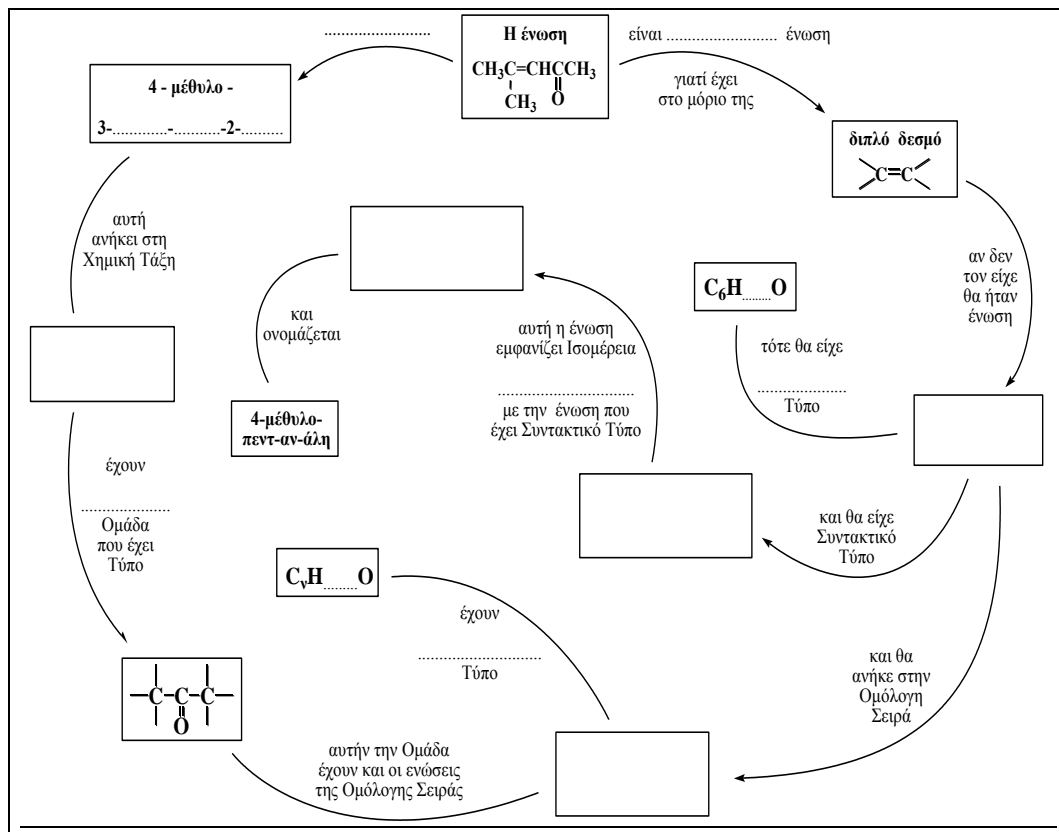 Η ένωση
CH₃C=CHCCH₃
CH₃ O
είναι ........................ ένωση
γιατί έχει
στο μόριο της
......................
4 - μέθυλο -
3-............-..........-2-..........
διπλό δεσμό
C=C
αυτή
ανήκει στη
Χημική Τάξη
αν δεν
τον είχε
θα ήταν
ένωση
C₆H........O
τότε θα είχε
......................
Τύπο
και
ονομάζεται
αυτή η ένωση
εμφανίζει Ισομέρεια
..................................
με την ένωση που
έχει Συντακτικό Τύπο
4-μέθυλο-
πεντ-αν-άλη
έχουν
........................
Ομάδα
που έχει
Τύπο
και θα είχε
Συντακτικό
Τύπο
CᵥH........O
έχουν
........................
Τύπο
C C C
O
και θα
ανήκε στην
Ομόλογη
Σειρά
αυτήν την Ομάδα
έχουν και οι ενώσεις
της Ομόλογης Σειράς